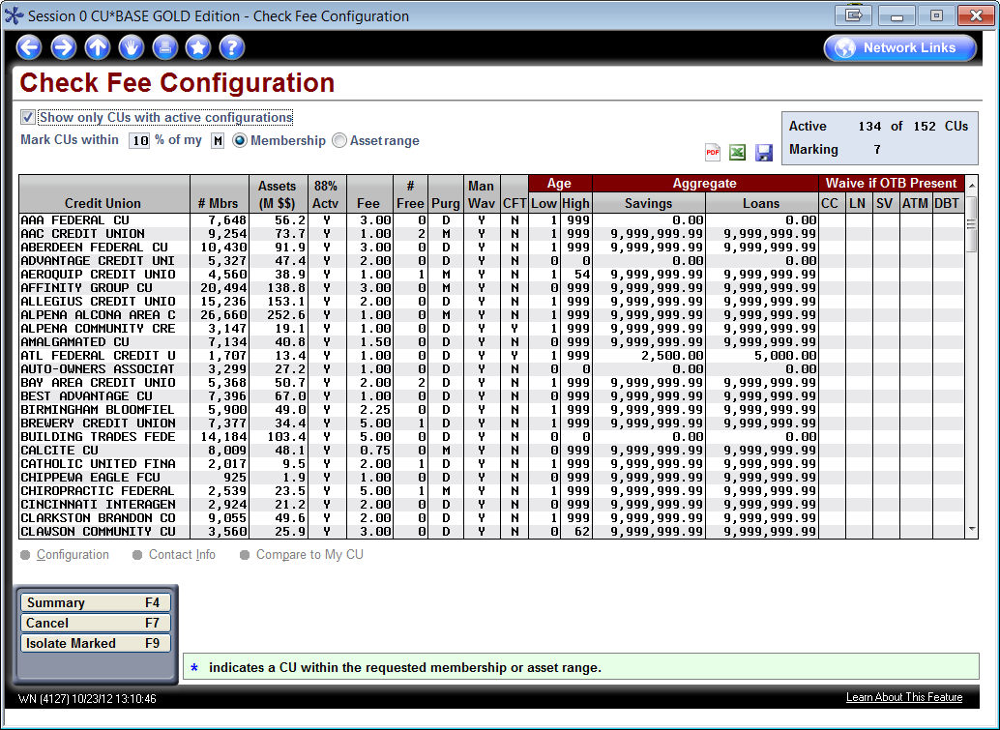 Session 0 CU*BASE GOLD Edition - Check Fee Configuration
Network Links
Check Fee Configuration
Show only CUs with active configurations
Mark CUs within 10 % of my M Membership Asset range
Active 134 of 152 CUs
Marking 7
PDF
Assets 88% # Man Age Aggregate Waive if OTB Present
Credit Union # Mbrs (M $$) Actv Fee Free Purg Wav CFT Low High Savings Loans CC LN SV ATM DBT
AAA FEDERAL CU 7,648 56.2 Y 3.00 0 D Y N 1 999 0.00 0.00
AAC CREDIT UNION 9,254 73.7 Y 1.00 2 M Y N 1 999 9,999,999.99 9,999,999.99
ABERDEEN FEDERAL CU 10,430 91.9 Y 3.00 0 D Y N 1 999 9,999,999.99 9,999,999.99
ADVANTAGE CREDIT UNI 5,327 47.4 Y 2.00 0 D Y N 0 0 0.00 0.00
AEROQUIP CREDIT UNIO 4,560 38.9 Y 1.00 1 M Y N 1 54 9,999,999.99 9,999,999.99
AFFINITY GROUP CU 20,494 138.8 Y 3.00 0 M Y N 0 999 9,999,999.99 9,999,999.99
ALLEGIUS CREDIT UNIO 15,236 153.1 Y 2.00 0 D Y N 1 999 9,999,999.99 9,999,999.99
ALPENA ALCONA AREA C 26,660 252.6 Y 1.00 0 M Y N 1 999 9,999,999.99 9,999,999.99
ALPENA COMMUNITY CRE 3,147 19.1 Y 1.00 0 D Y Y 1 999 9,999,999.99 9,999,999.99
AMALGAMATED CU 7,134 40.8 Y 1.50 0 D Y N 0 999 9,999,999.99 9,999,999.99
ATL FEDERAL CREDIT U 1,707 13.4 Y 1.00 0 D Y Y 1 999 2,500.00 5,000.00
AUTO-OWNERS ASSOCIAT 3,299 27.2 Y 1.00 0 D Y N 0 0 0.00 0.00
BAY AREA CREDIT UNIO 5,368 50.7 Y 2.00 2 D Y N 1 999 9,999,999.99 9,999,999.99
BEST ADVANTAGE CU 7,396 67.0 Y 1.00 0 D Y N 0 999 9,999,999.99 9,999,999.99
BIRMINGHAM BLOOMFIEL 5,900 49.0 Y 2.25 0 D Y N 1 999 9,999,999.99 9,999,999.99
BREWERY CREDIT UNION 7,377 34.4 Y 5.00 1 D Y N 1 999 9,999,999.99 9,999,999.99
BUILDING TRADES FEDE 14,184 103.4 Y 5.00 0 D Y N 0 0 0.00 0.00
CALCITE CU 8,009 48.1 Y 0.75 0 M Y N 0 999 9,999,999.99 9,999,999.99
CATHOLIC UNITED FINA 2,017 9.5 Y 2.00 1 D Y N 1 999 9,999,999.99 9,999,999.99
CHIPPEWA EAGLE FCU 925 1.9 Y 1.00 0 D Y N 0 999 9,999,999.99 9,999,999.99
CHIROPRACTIC FEDERAL 2,539 23.5 Y 5.00 1 M Y N 1 999 9,999,999.99 9,999,999.99
CINCINNATI INTERAGEN 2,924 21.2 Y 2.00 0 D Y N 0 999 9,999,999.99 9,999,999.99
CLARKSTON BRANDON CO 9,055 49.6 Y 2.00 0 D Y N 1 999 9,999,999.99 9,999,999.99
CLAWSON COMMUNITY CU 3,560 25.9 Y 3.00 0 D Y N 0 62 9,999,999.99 9,999,999.99
Configuration Contact Info Compare to My CU
Summary F4
Cancel F7
Isolate Marked F9
* indicates a CU within the requested membership or asset range.
WN (4127) 10/23/12 13:10:46
Learn About This Feature